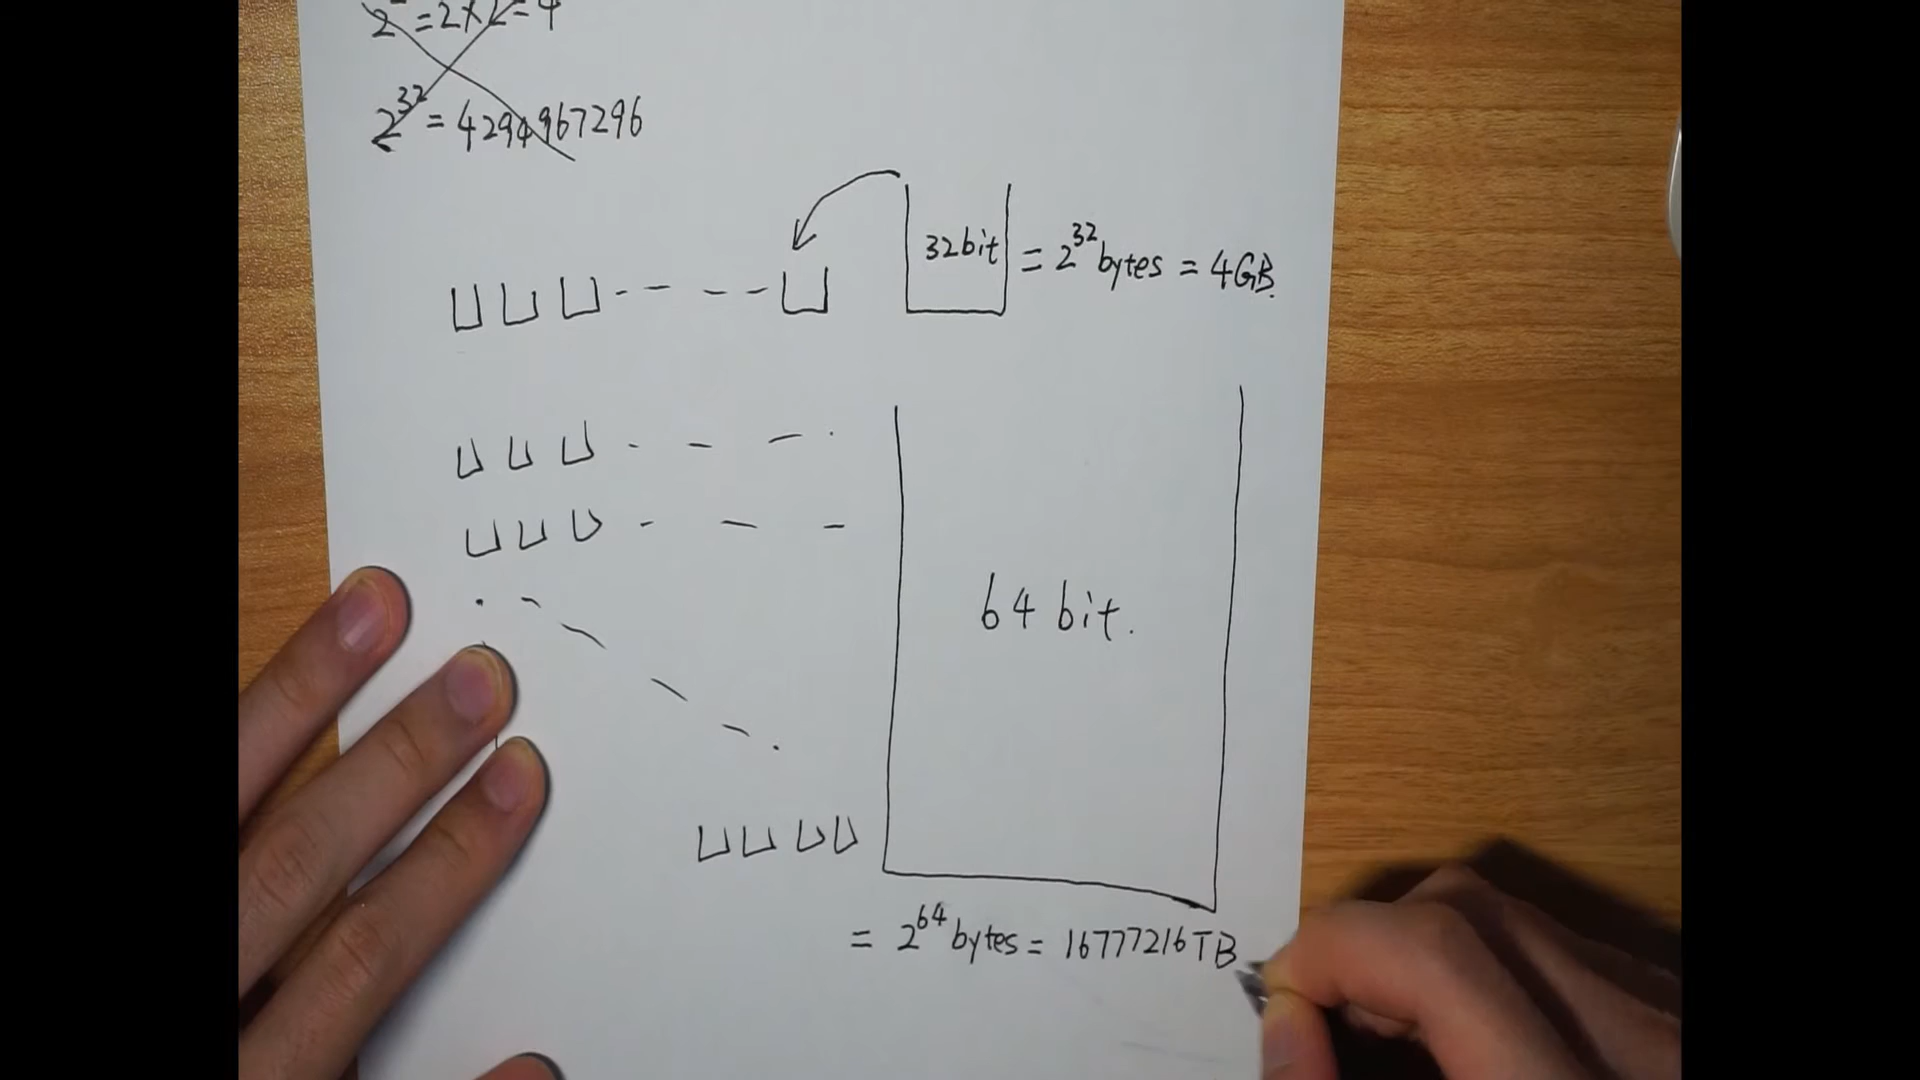 2² = 2×2 = 4
2³² = 4294967296
32bit = 2³² bytes = 4GB.
64 bit.
= 2⁶⁴ bytes = 16777216TB